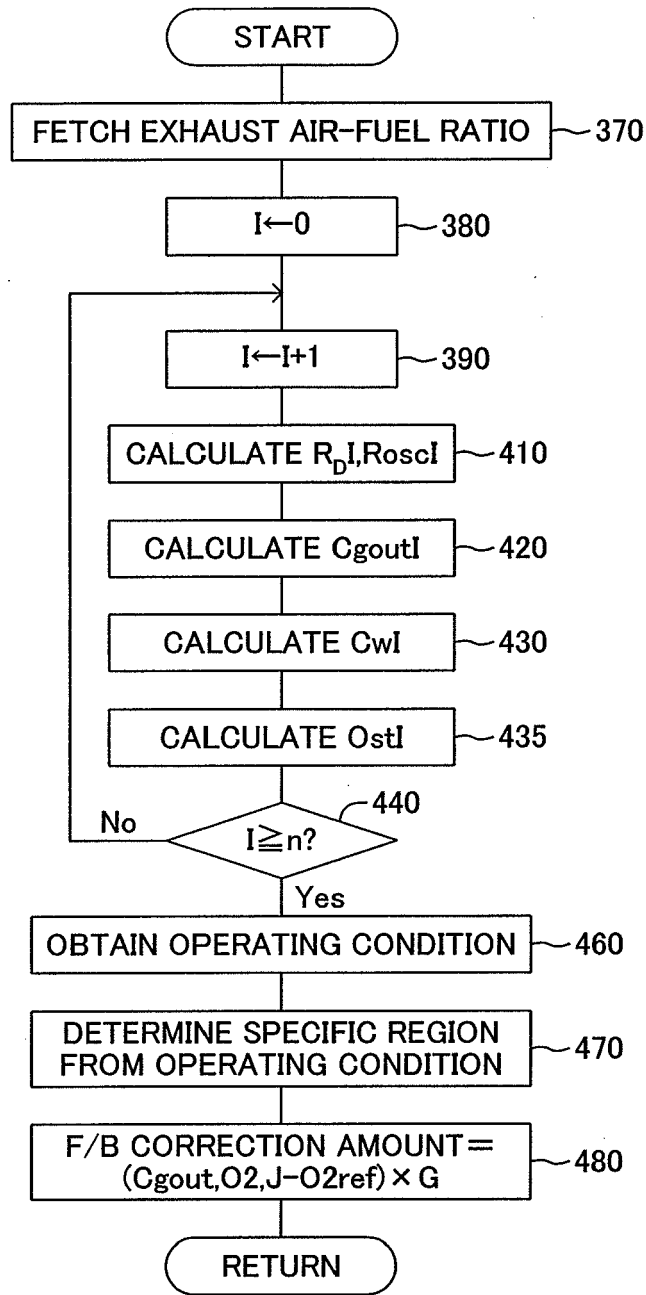 START
FETCH EXHAUST AIR-FUEL RATIO
370
I←0
380
I←I+1
390
CALCULATE RDI,RoscI
410
CALCULATE CgoutI
420
CALCULATE CwI
430
CALCULATE OstI
435
440
No
I≧n?
Yes
OBTAIN OPERATING CONDITION
460
DETERMINE SPECIFIC REGION
FROM OPERATING CONDITION
470
F/B CORRECTION AMOUNT=
(Cgout,O2,J-O2ref)×G
480
RETURN